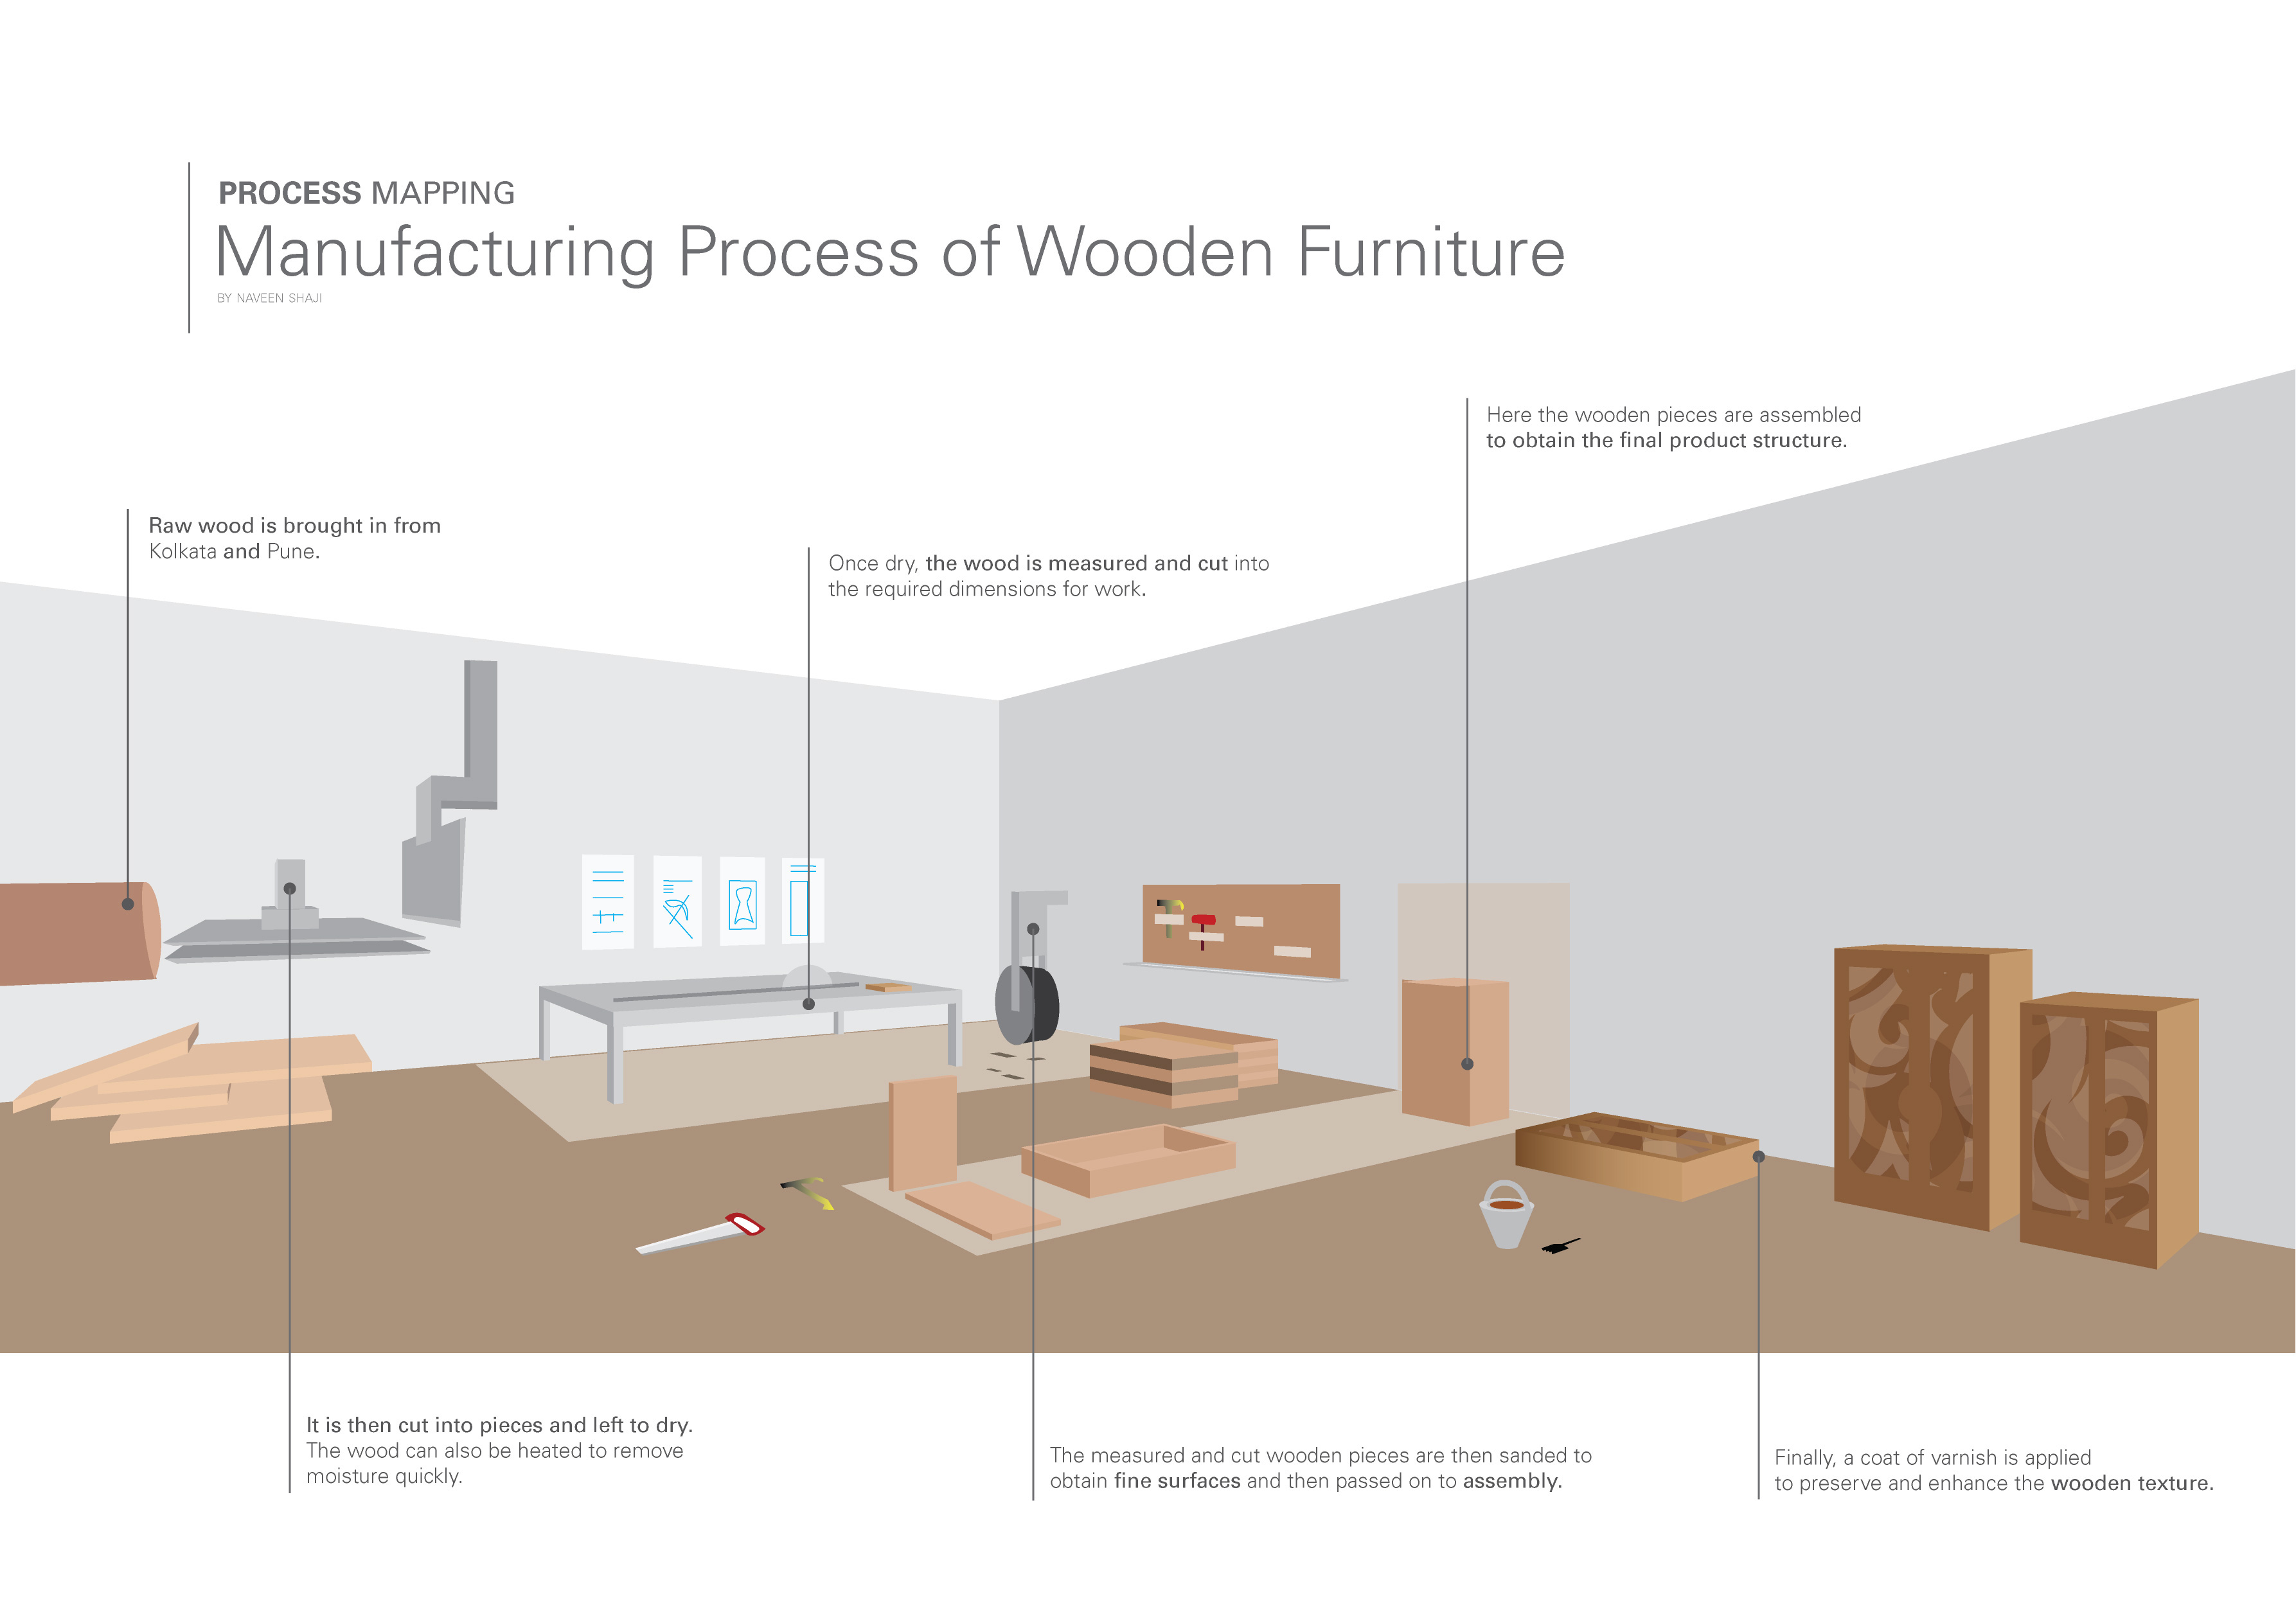 PROCESS MAPPING
Manufacturing Process of Wooden Furniture
BY NAVEEN SHAJI
Here the wooden pieces are assembled
to obtain the final product structure.
Raw wood is brought in from
Kolkata and Pune.
Once dry, the wood is measured and cut into
the required dimensions for work.
It is then cut into pieces and left to dry.
The wood can also be heated to remove
moisture quickly.
The measured and cut wooden pieces are then sanded to
obtain fine surfaces and then passed on to assembly.
Finally, a coat of varnish is applied
to preserve and enhance the wooden texture.